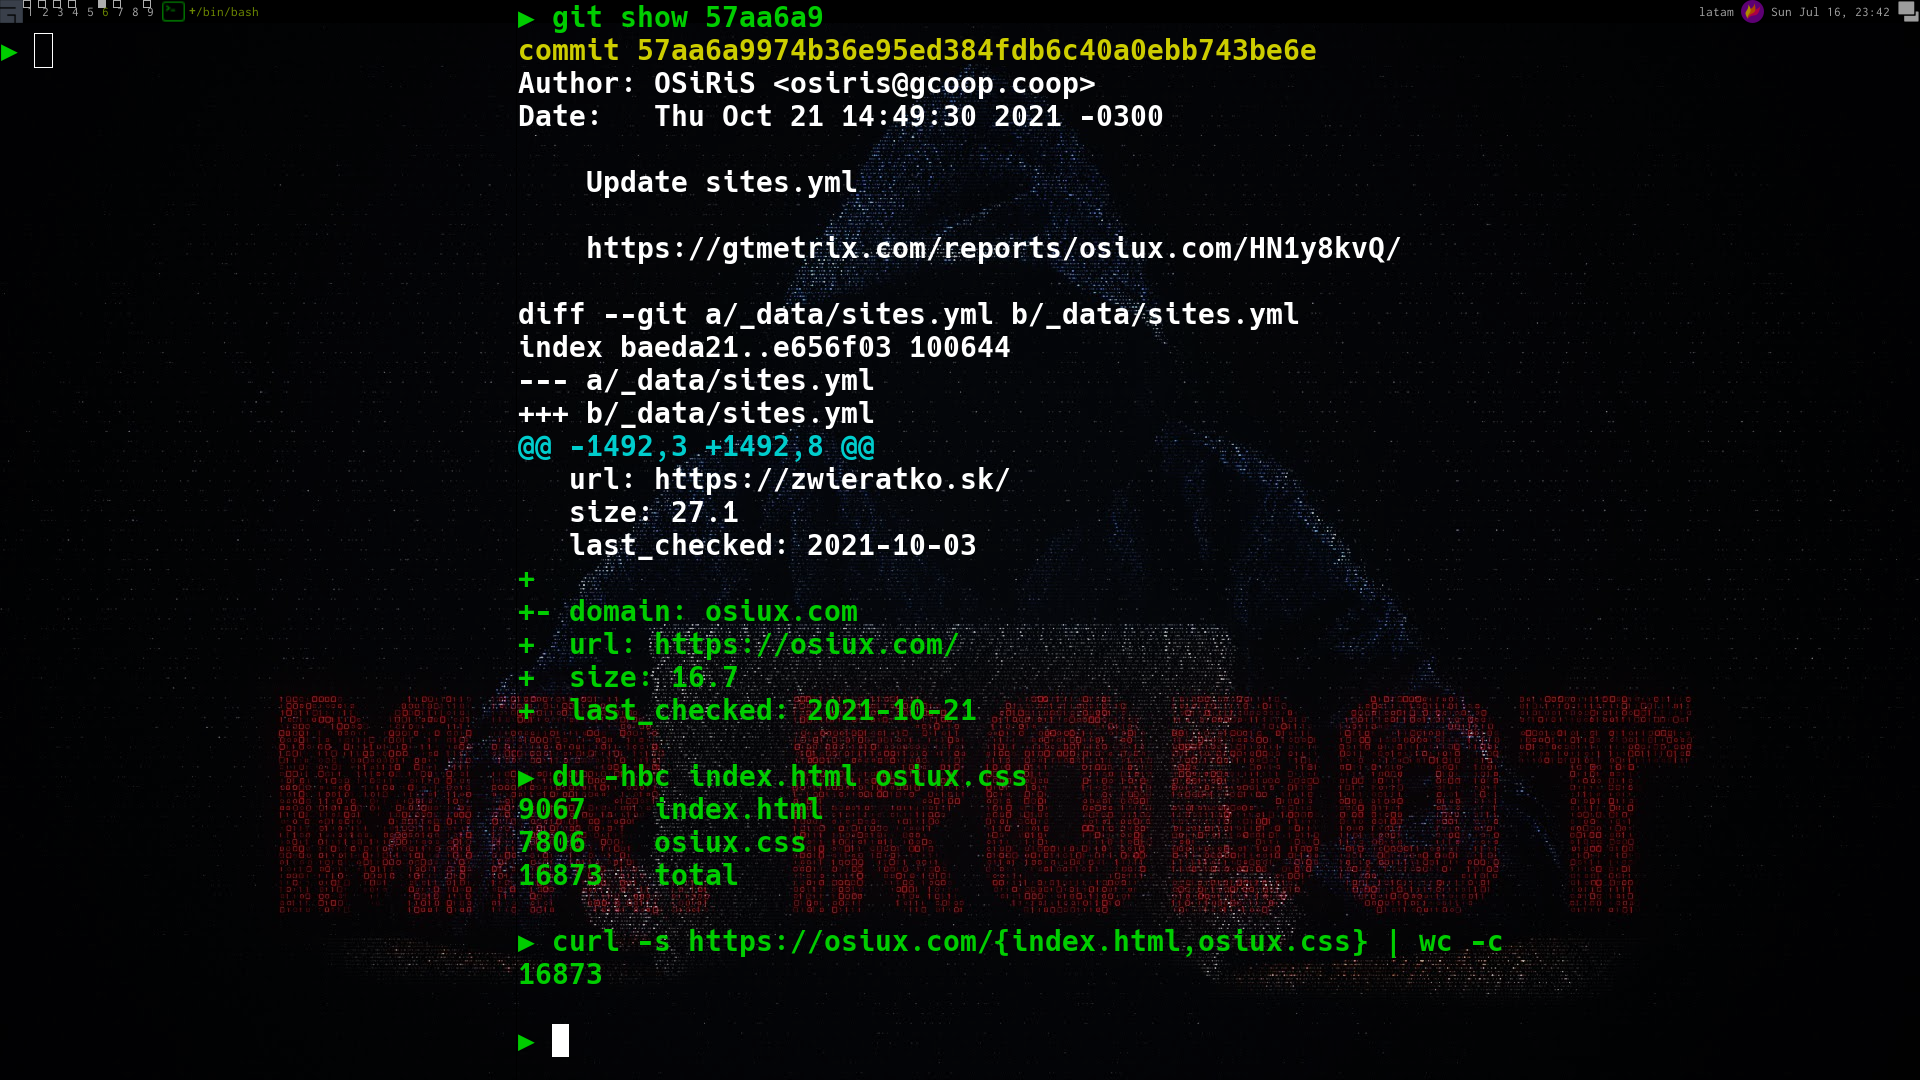 1 2 3 4 5 6 7 8 9 +/bin/bash latam Sun Jul 16, 23:42
▶
▶ git show 57aa6a9
commit 57aa6a9974b36e95ed384fdb6c40a0ebb743be6e
Author: OSiRiS <osiris@gcoop.coop>
Date:   Thu Oct 21 14:49:30 2021 -0300
    Update sites.yml
    https://gtmetrix.com/reports/osiux.com/HN1y8kvQ/
diff --git a/_data/sites.yml b/_data/sites.yml
index baeda21..e656f03 100644
--- a/_data/sites.yml
+++ b/_data/sites.yml
@@ -1492,3 +1492,8 @@
   url: https://zwieratko.sk/
   size: 27.1
   last_checked: 2021-10-03
+
+- domain: osiux.com
+  url: https://osiux.com/
+  size: 16.7
+  last_checked: 2021-10-21
▶ du -hbc index.html osiux.css
9067    index.html
7806    osiux.css
16873   total
▶ curl -s https://osiux.com/{index.html,osiux.css} | wc -c
16873
▶
MR ROBOT